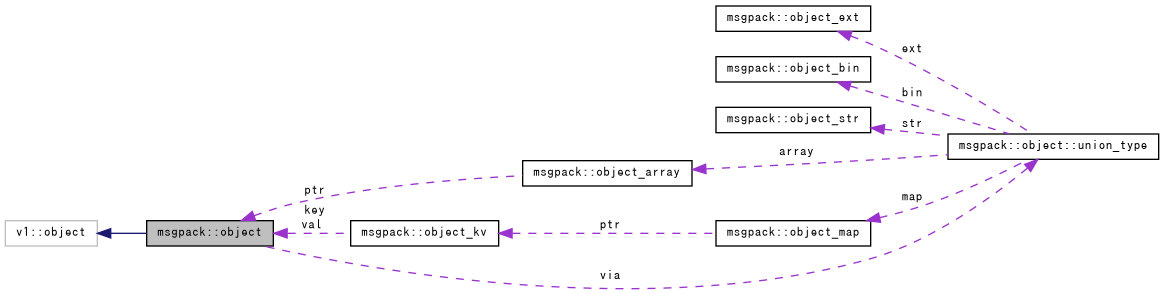 msgpack::object_ext
ext
msgpack::object_bin
bin
msgpack::object_str
str
msgpack::object::union_type
array
msgpack::object_array
ptr
map
key
val
v1::object
msgpack::object
msgpack::object_kv
ptr
msgpack::object_map
via